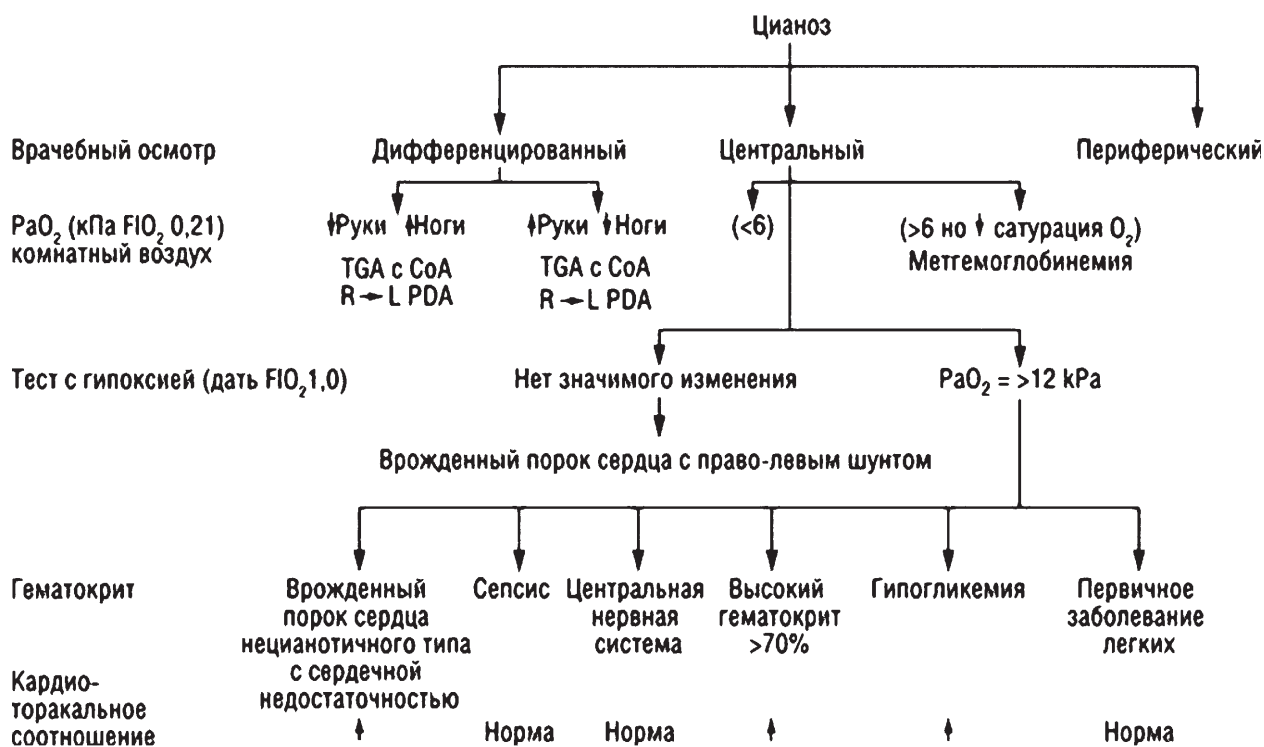 Цианоз
Врачебный осмотр Дифференцированный Центральный Периферический
PaO₂ (кПа FIO₂ 0,21) ↓Руки ↑Ноги ↑Руки ↓Ноги (<6) (>6 но ↓ сатурация O₂)
комнатный воздух TGA с CoA TGA с CoA Метгемоглобинемия
R→L PDA R→L PDA
Тест с гипоксией (дать FIO₂1,0) Нет значимого изменения PaO₂ = >12 kPa
Врожденный порок сердца с право-левым шунтом
Гематокрит Врожденный Сепсис Центральная Высокий Гипогликемия Первичное
порок сердца нервная гематокрит заболевание
нецианотичного типа система >70% легких
с сердечной
Кардио- недостаточностью
торакальное
соотношение ↑ Норма Норма ↑ ↑ Норма